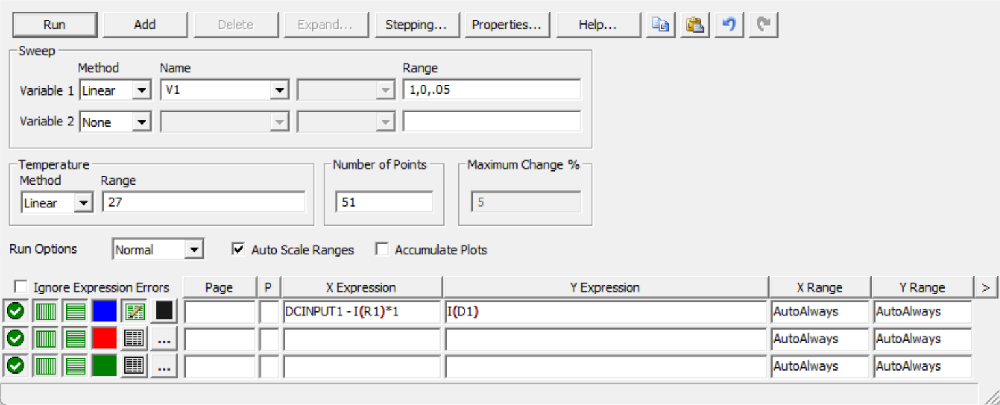 Run Add Delete Expand... Stepping... Properties... Help...
Sweep
Method Name Range
Variable 1 Linear V1 1,0,.05
Variable 2 None
Temperature Number of Points Maximum Change %
Method Range
Linear 27 51 5
Run Options Normal Auto Scale Ranges Accumulate Plots
Ignore Expression Errors Page P X Expression Y Expression X Range Y Range >
DCINPUT1 - I(R1)*1 I(D1) AutoAlways AutoAlways
... AutoAlways AutoAlways
... AutoAlways AutoAlways